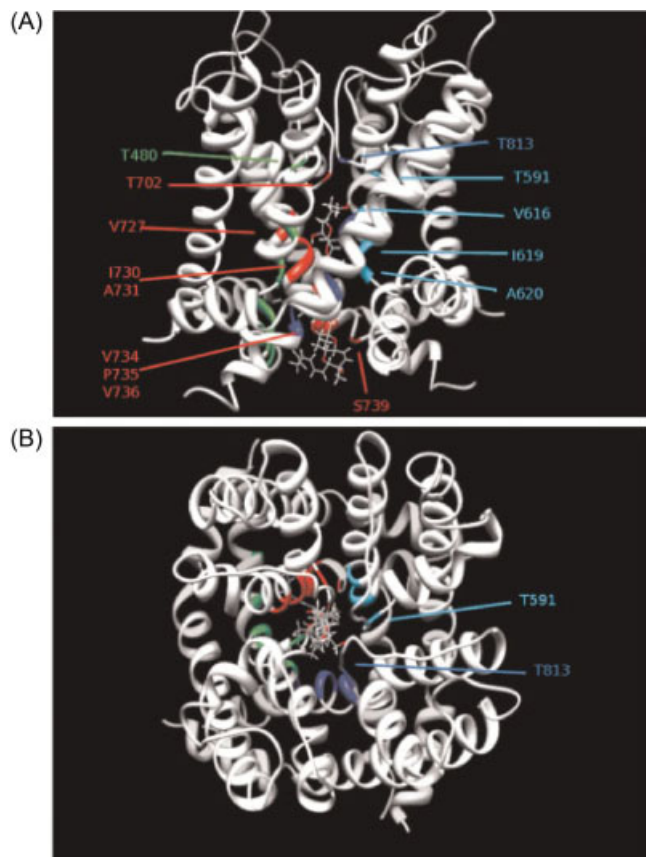 (A)
T480
T702
V727
I730
A731
V734
P735
V736
T813
T591
V616
I619
A620
S739
(B)
T591
T813